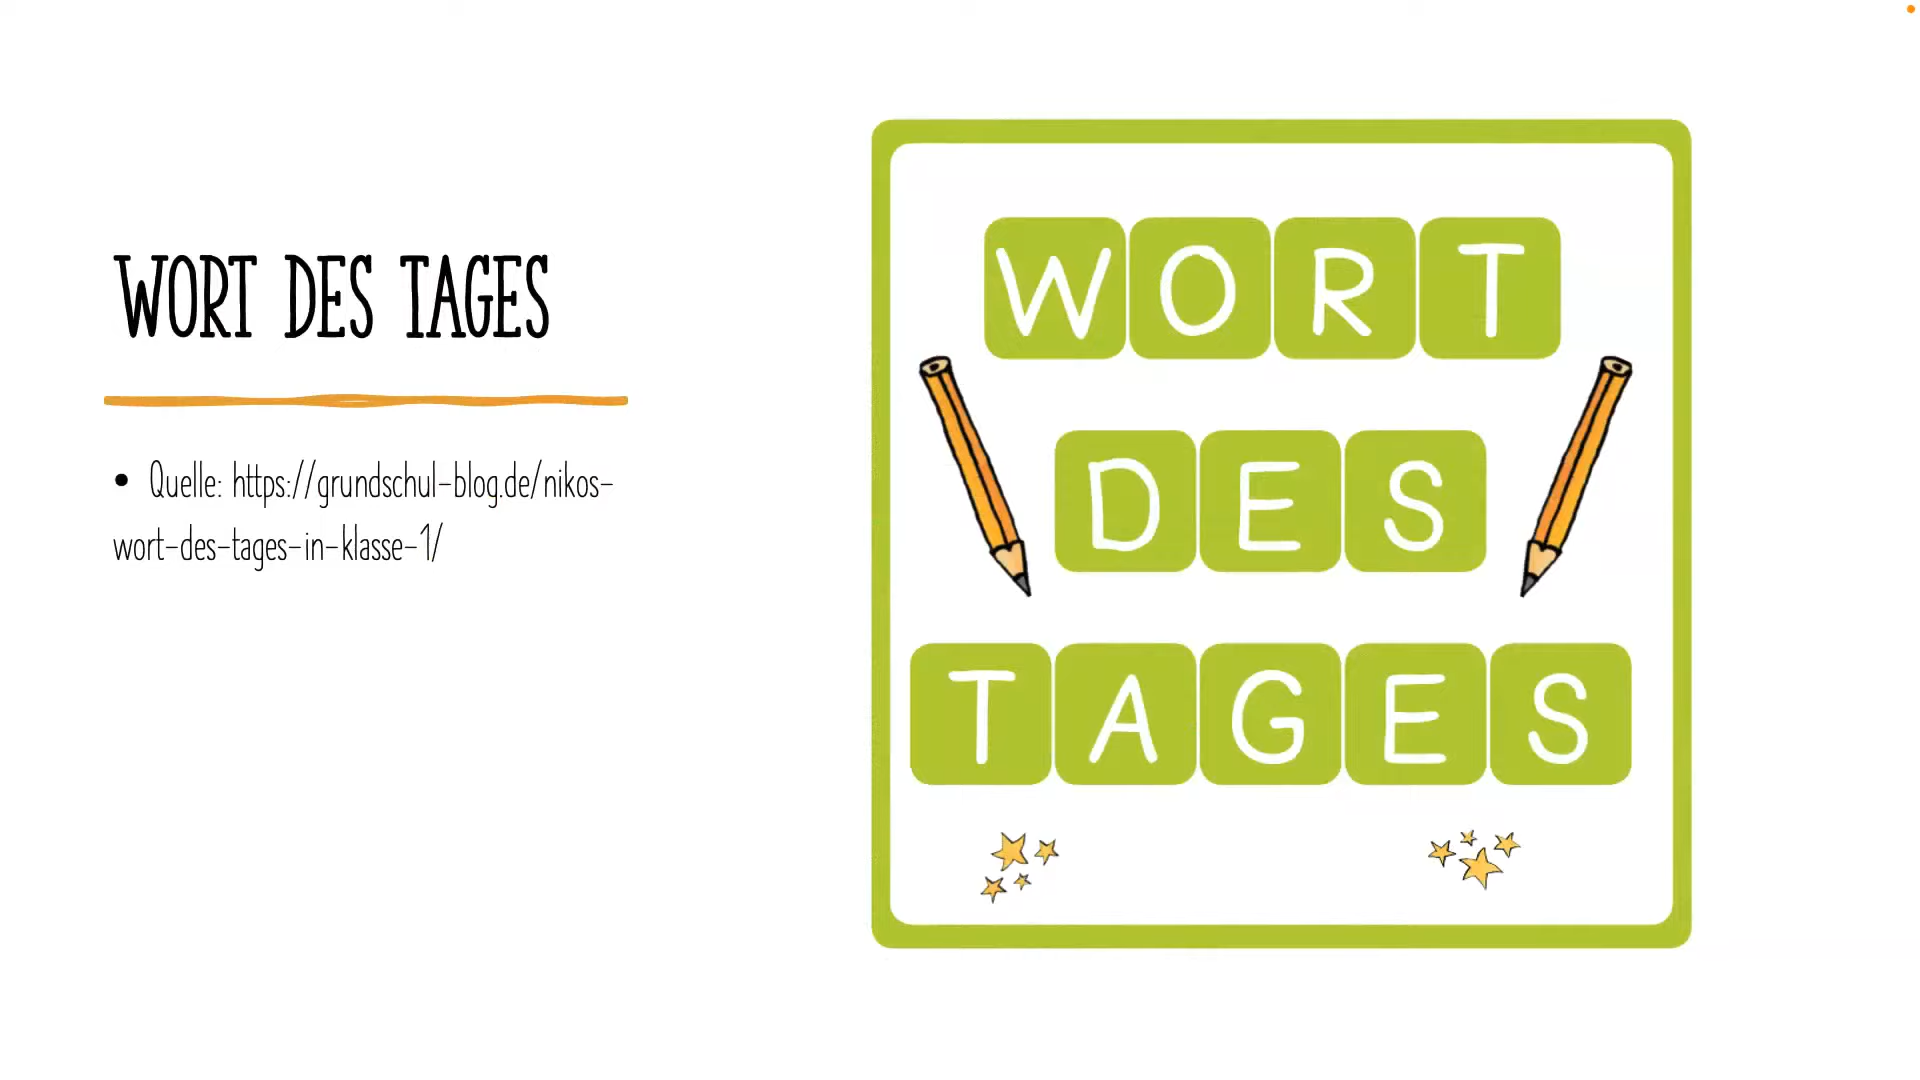 WORT DES TAGES
• Quelle: https://grundschul-blog.de/nikos-
wort-des-tages-in-klasse-1/
WORT
DES
TAGES